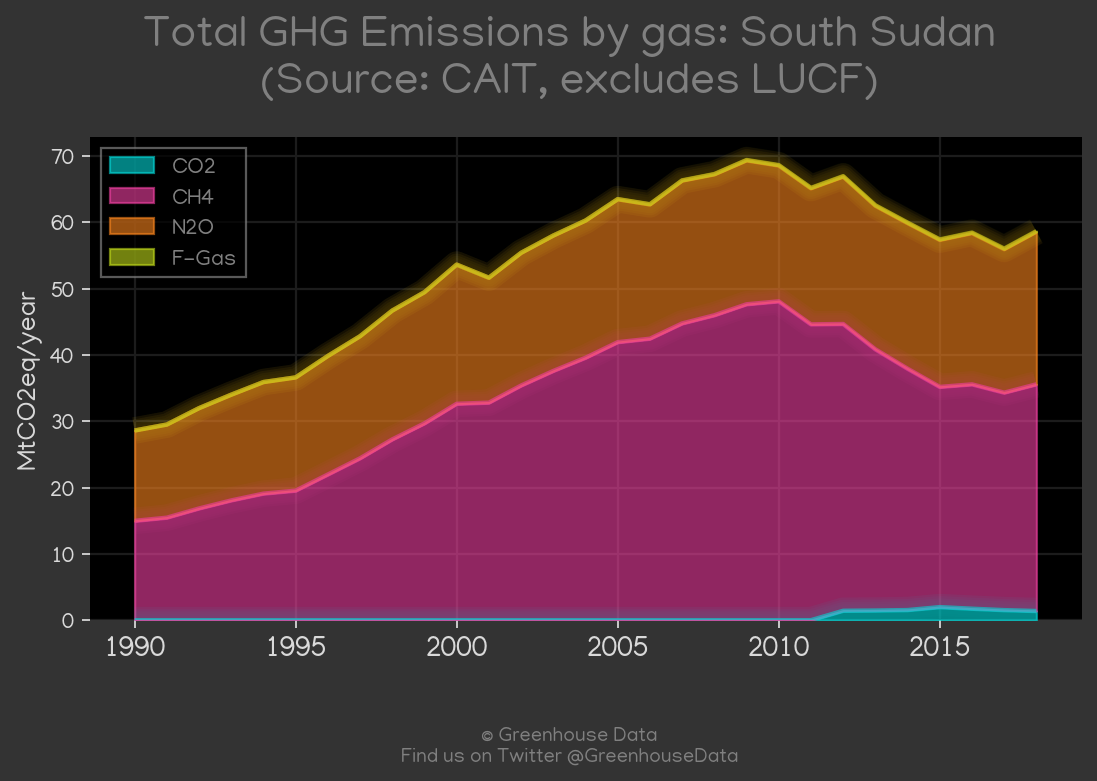 Total GHG Emissions by gas: South Sudan
(Source: CAIT, excludes LUCF)
CO2
CH4
N2O
F-Gas
MtCO2eq/year
70
60
50
40
30
20
10
0
1990 1995 2000 2005 2010 2015
© Greenhouse Data
Find us on Twitter @GreenhouseData